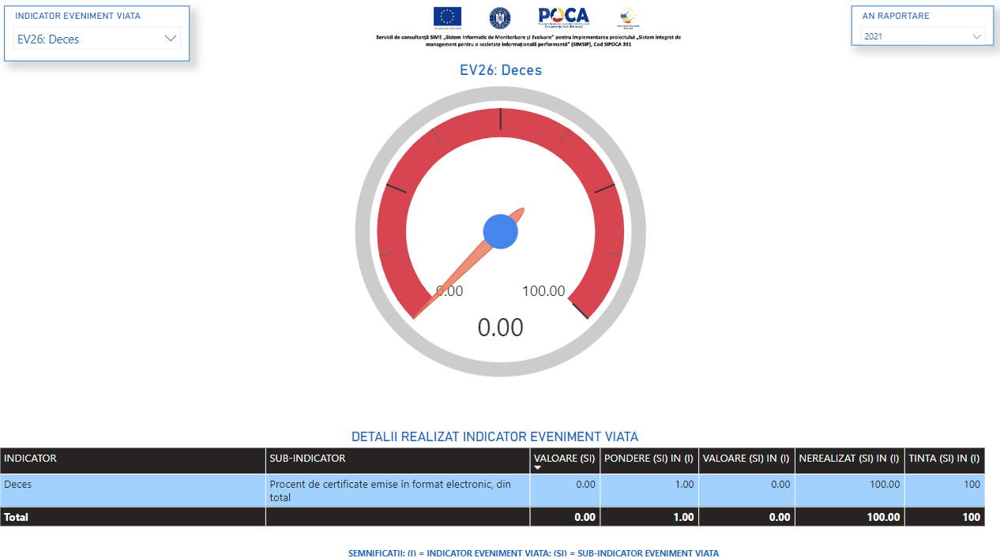 INDICATOR EVENIMENT VIATA
EV26: Deces
POCA
AN RAPORTARE
2021
Servicii de consultanță SIME „Sistem Informatic de Monitorizare și Evaluare” pentru implementarea proiectului „Sistem integrat de
management pentru o societate informațională performantă” (SIMSIP), Cod SIPOCA 391
EV26: Deces
0.00
100.00
0.00
DETALII REALIZAT INDICATOR EVENIMENT VIATA
INDICATOR SUB-INDICATOR VALOARE (SI) PONDERE (SI) IN (I) VALOARE (SI) IN (I) NEREALIZAT (SI) IN (I) TINTA (SI) IN (I)
Deces Procent de certificate emise în format electronic, din 0.00 1.00 0.00 100.00 100
total
Total 0.00 1.00 0.00 100.00 100
SEMNIFICATII: (I) = INDICATOR EVENIMENT VIATA; (SI) = SUB-INDICATOR EVENIMENT VIATA